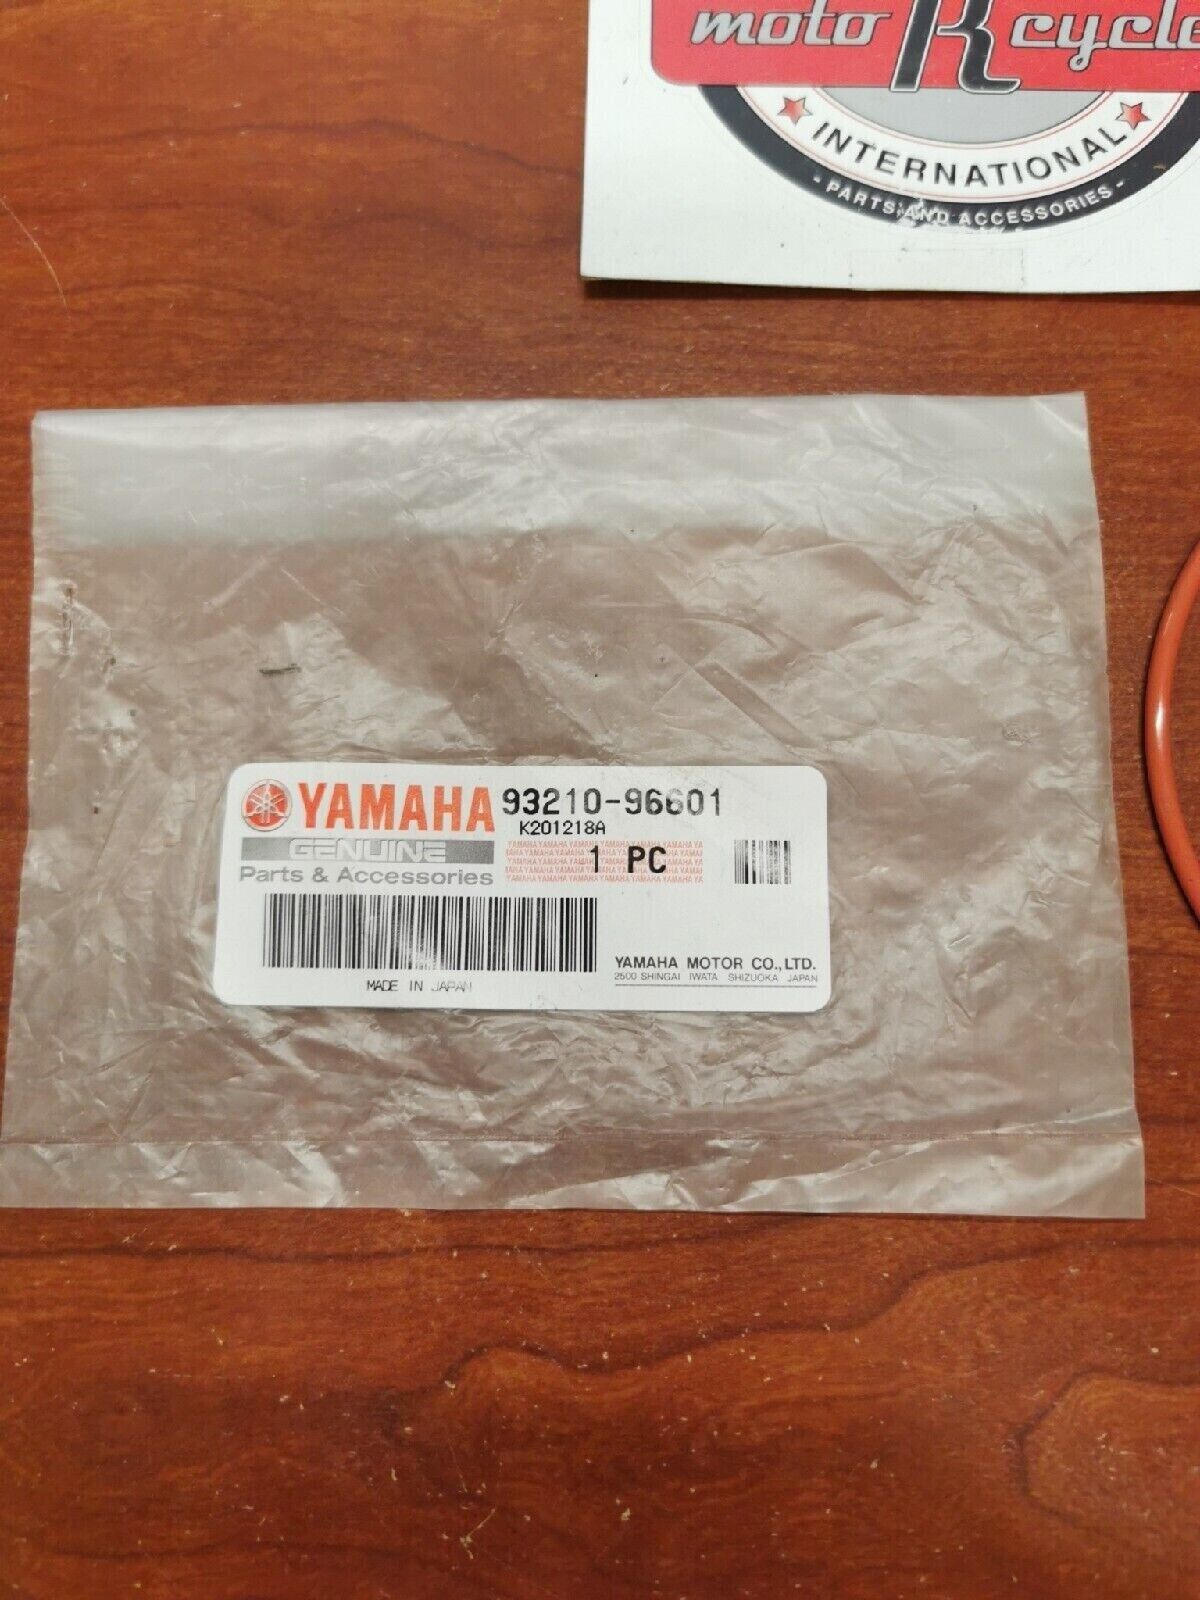 moto K cycle
INTERNATIONAL
- PARTS AND ACCESSORIES -
YAMAHA 93210-96601
K201218A
GENUINE
1 PC
Parts & Accessories
YAMAHA MOTOR CO.,LTD.
2500 SHINGAI IWATA SHIZUOKA JAPAN
MADE IN JAPAN